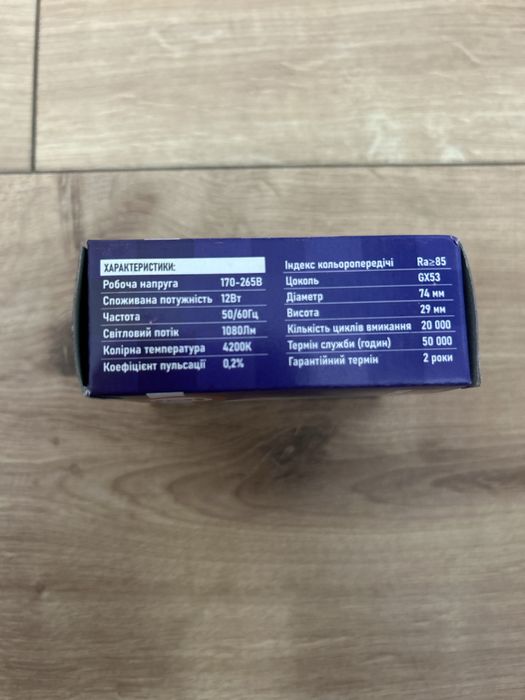 ХАРАКТЕРИСТИКИ:
Робоча напруга 170-265В
Споживана потужність 12Вт
Частота 50/60Гц
Світловий потік 1080Лм
Колірна температура 4200K
Коефіцієнт пульсації 0,2%
Індекс кольоропередічі Ra≥85
Цоколь GX53
Діаметр 74 мм
Висота 29 мм
Кількість циклів вмикання 20 000
Термін служби (годин) 50 000
Гарантійний термін 2 роки